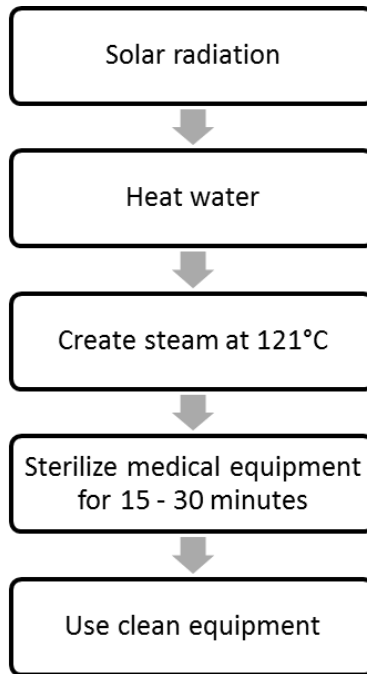 Solar radiation
Heat water
Create steam at 121°C
Sterilize medical equipment
for 15 - 30 minutes
Use clean equipment